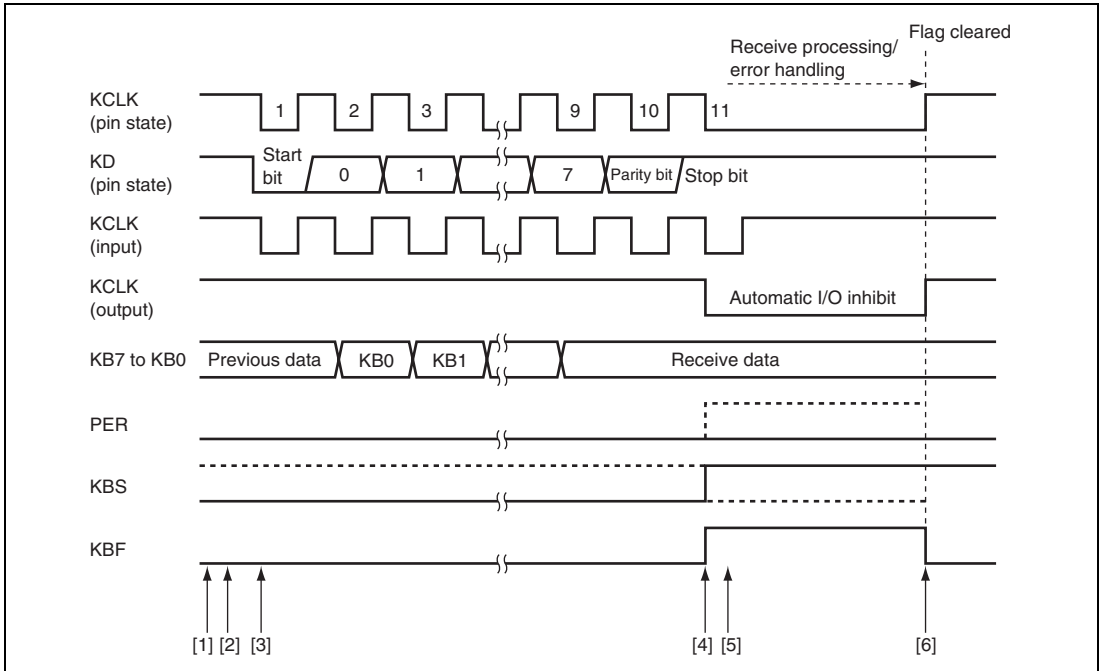 Flag cleared
Receive processing/
error handling
KCLK
(pin state)
1 2 3 9 10 11
KD
(pin state)
Start
bit
0 1 7 Parity bit Stop bit
KCLK
(input)
KCLK
(output)
Automatic I/O inhibit
KB7 to KB0
Previous data KB0 KB1 Receive data
PER
KBS
KBF
[1] [2] [3] [4] [5] [6]